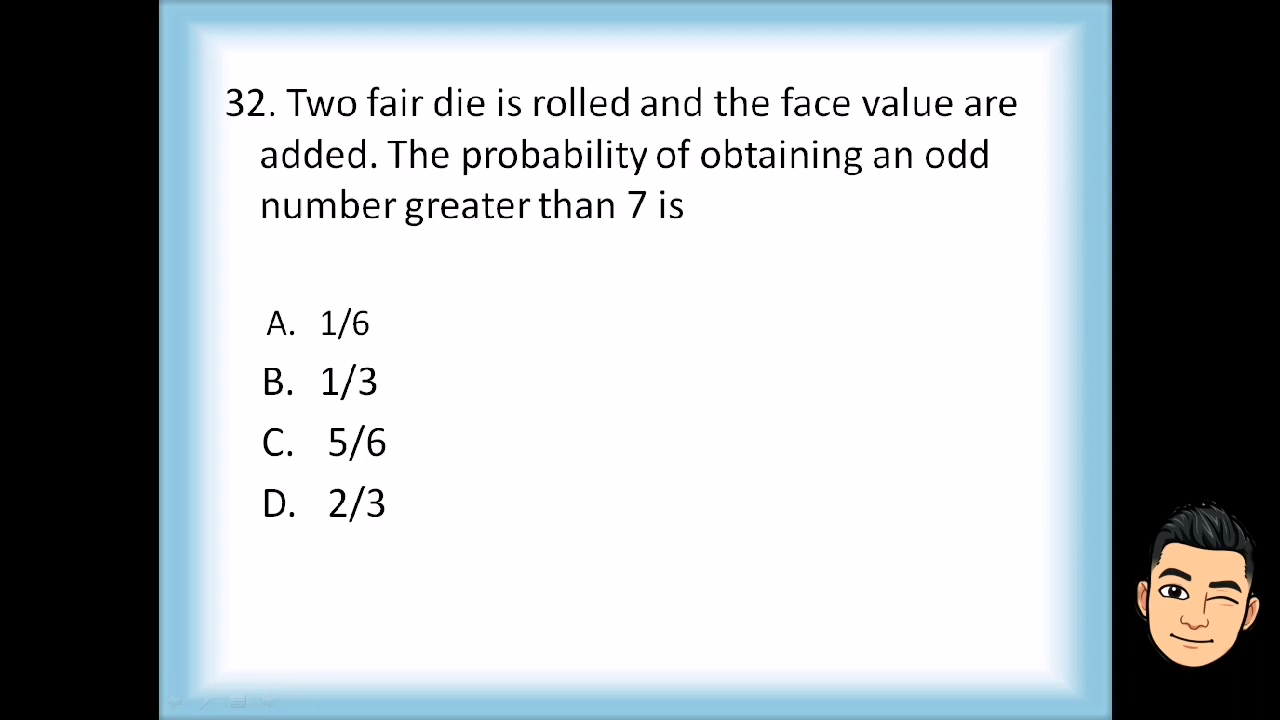 32. Two fair die is rolled and the face value are
added. The probability of obtaining an odd
number greater than 7 is
A. 1/6
B. 1/3
C. 5/6
D. 2/3